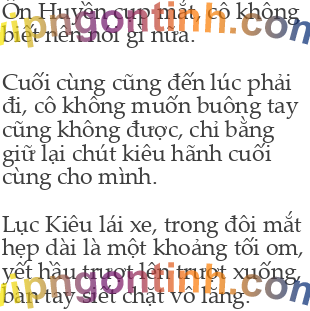 Ôn Huyền cụp mắt, cô không
biết nên nói gì nữa.
Cuối cùng cũng đến lúc phải
đi, cô không muốn buông tay
cũng không được, chỉ bằng
giữ lại chút kiêu hãnh cuối
cùng cho mình.
Lục Kiêu lái xe, trong đôi mắt
hẹp dài là một khoảng tối om,
yết hầu trượt lên trượt xuống,
bàn tay siết chặt vô lăng.